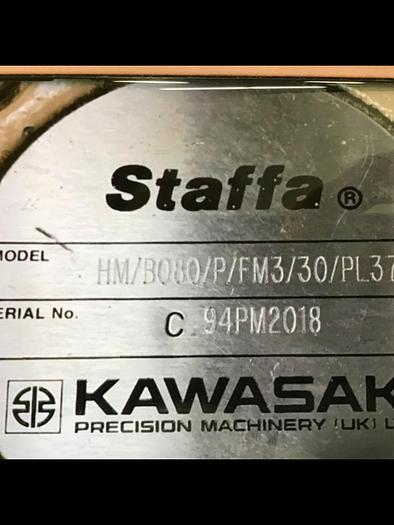 Staffa ®
MODEL HM/B080/P/FM3/30/PL37
ERIAL No. C 94PM2018
KAWASAK
PRECISION MACHINERY (UK) L